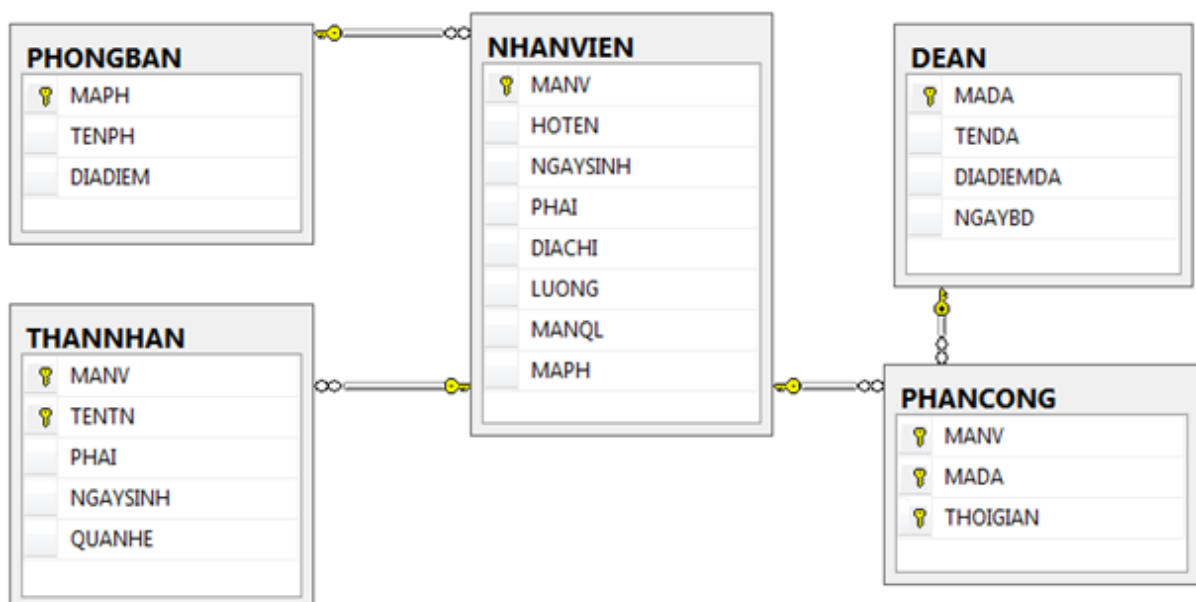 PHONGBAN
MAPH
TENPH
DIADIEM
NHANVIEN
MANV
HOTEN
NGAYSINH
PHAI
DIACHI
LUONG
MANQL
MAPH
DEAN
MADA
TENDA
DIADIEMDA
NGAYBD
THANNHAN
MANV
TENTN
PHAI
NGAYSINH
QUANHE
PHANCONG
MANV
MADA
THOIGIAN